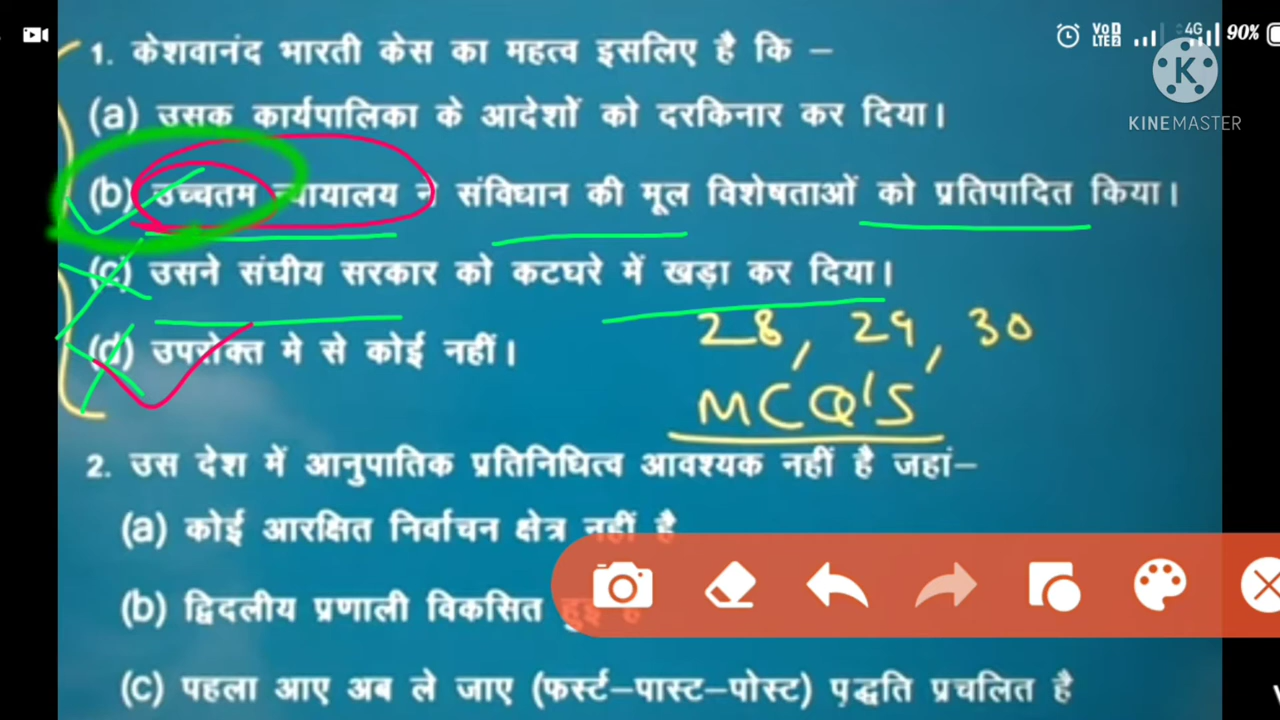 VoD 4G 90%
LTE 2
K
KINEMASTER
1. केशवानंद भारती केस का महत्व इसलिए है कि –
(a) उसक कार्यपालिका के आदेशों को दरकिनार कर दिया।
(b) उच्चतम न्यायालय न संविधान की मूल विशेषताओं को प्रतिपादित किया।
(c) उसने संघीय सरकार को कटघरे में खड़ा कर दिया।
28, 29, 30
(d) उपरोक्त मे से कोई नहीं।
MCQ'S
2. उस देश में आनुपातिक प्रतिनिधित्व आवश्यक नहीं है जहां–
(a) कोई आरक्षित निर्वाचन क्षेत्र नहीं है
(b) द्विदलीय प्रणाली विकसित हुई है
(c) पहला आए अब ले जाए (फर्स्ट–पास्ट–पोस्ट) पृद्धति प्रचलित है